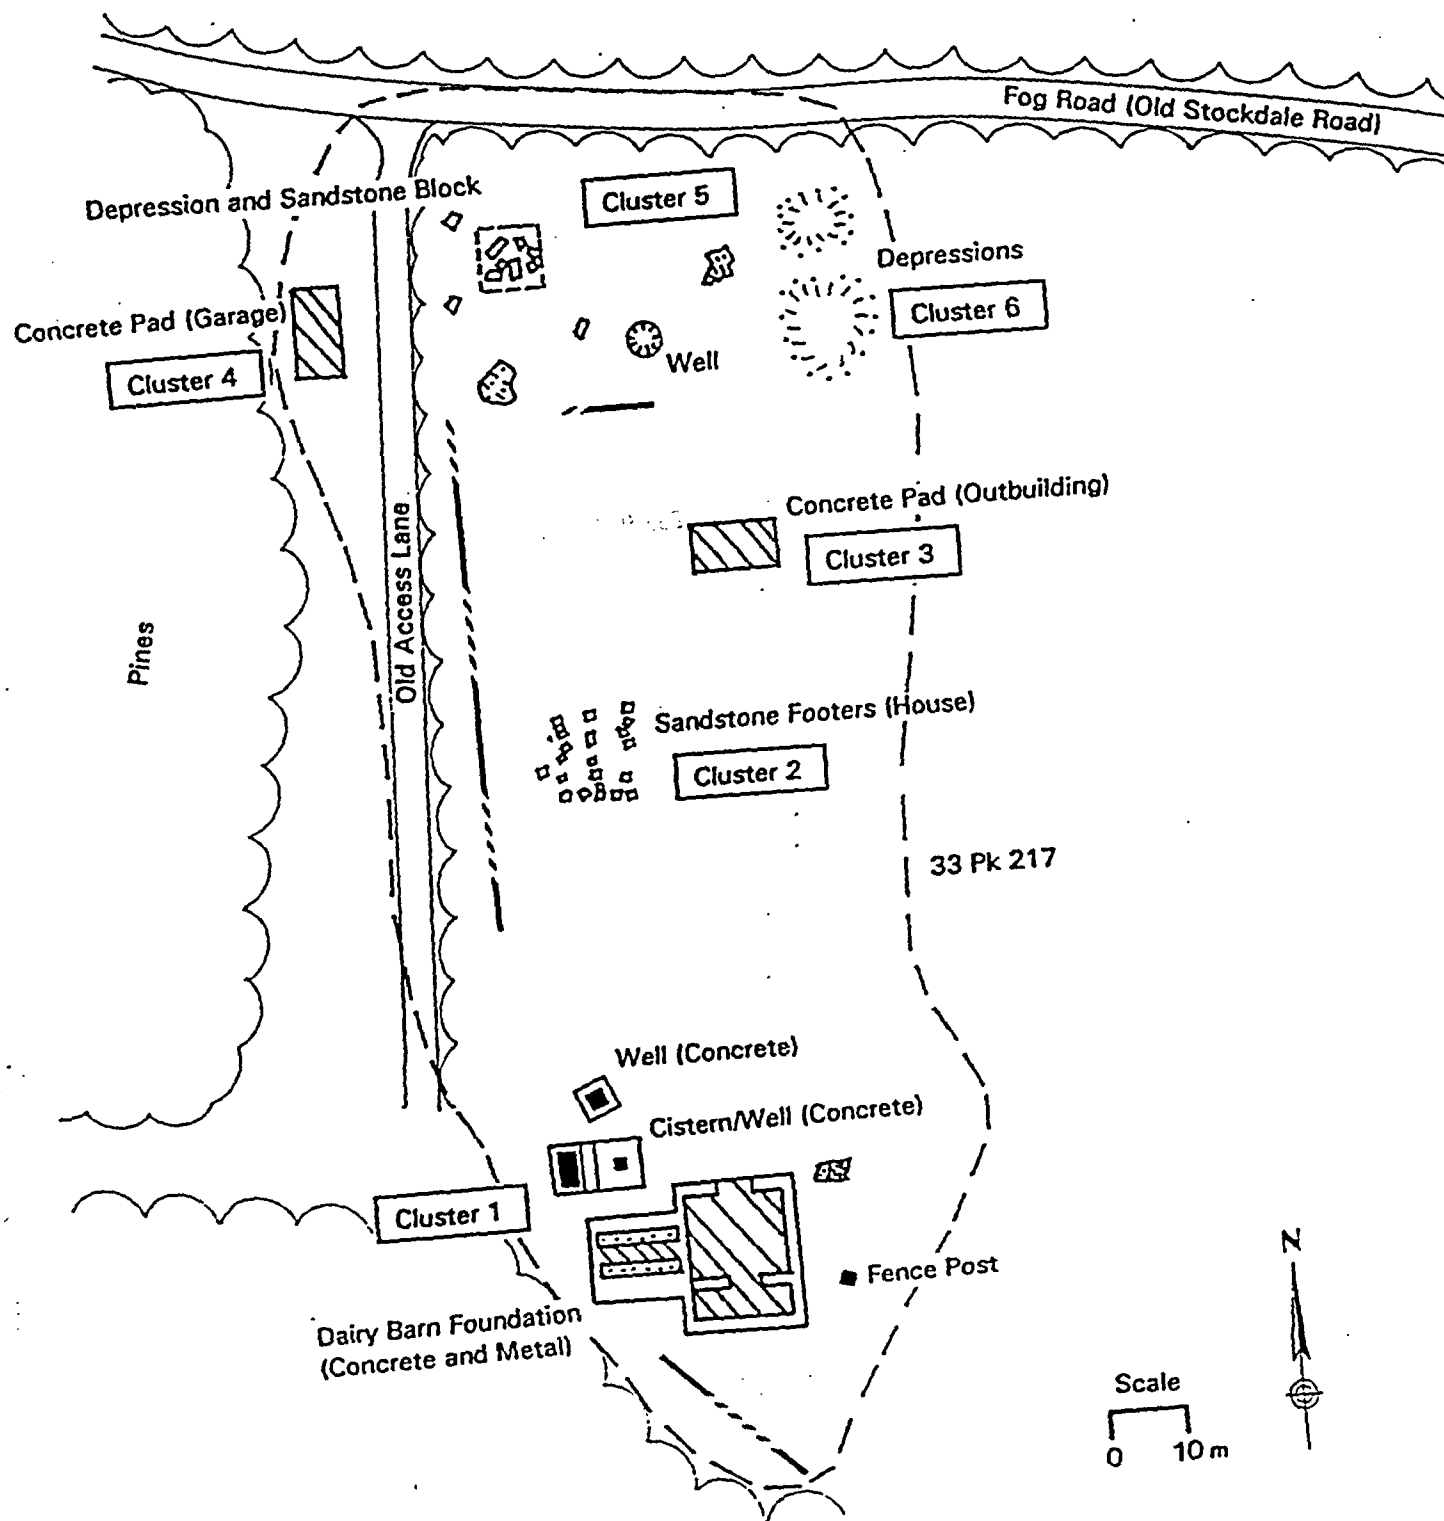 Fog Road (Old Stockdale Road)
Depression and Sandstone Block
Cluster 5
Depressions
Cluster 6
Concrete Pad (Garage)
Cluster 4
Well
Concrete Pad (Outbuilding)
Cluster 3
Old Access Lane
Pines
Sandstone Footers (House)
Cluster 2
33 Pk 217
Well (Concrete)
Cistern/Well (Concrete)
Cluster 1
Fence Post
Dairy Barn Foundation
(Concrete and Metal)
N
Scale
0 10 m